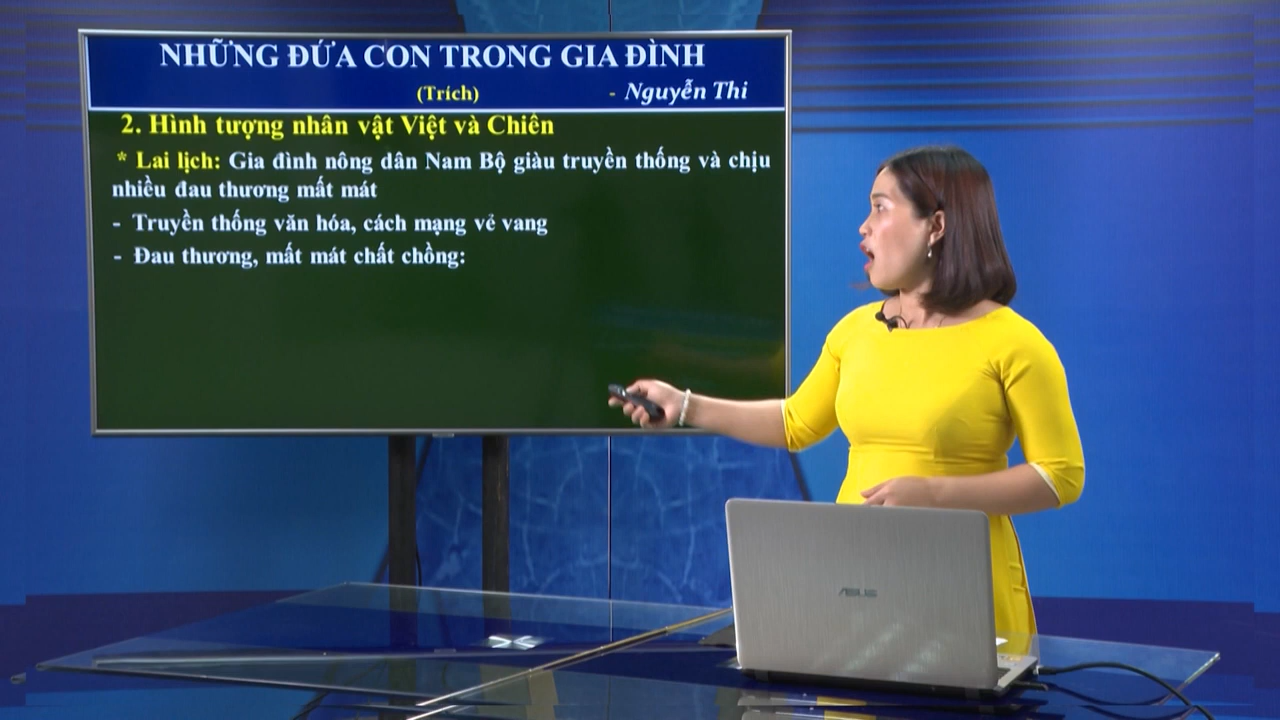 NHỮNG ĐỨA CON TRONG GIA ĐÌNH
(Trích) - Nguyễn Thi
2. Hình tượng nhân vật Việt và Chiên
* Lai lịch: Gia đình nông dân Nam Bộ giàu truyền thống và chịu
nhiều đau thương mất mát
- Truyền thống văn hóa, cách mạng vẻ vang
- Đau thương, mất mát chất chồng:
ASUS